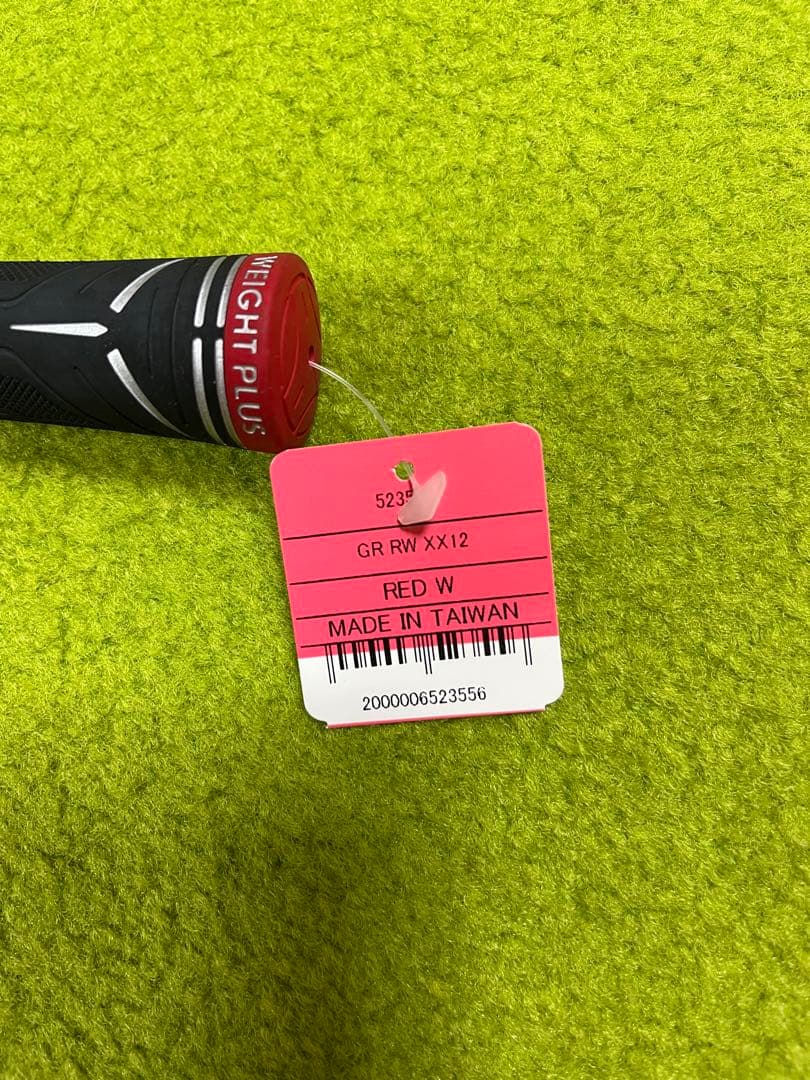 WEIGHT PLUS
GR RW XX12
RED W
MADE IN TAIWAN
2000006523556